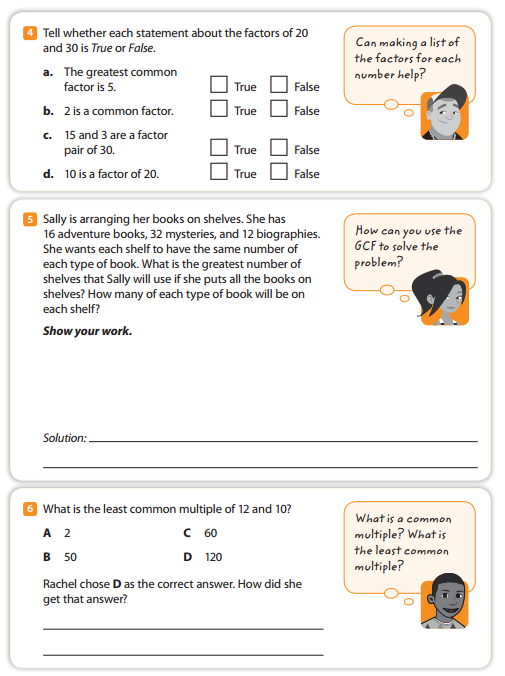 4 Tell whether each statement about the factors of 20
and 30 is True or False.
a. The greatest common
factor is 5.
True False
b. 2 is a common factor.
True False
c. 15 and 3 are a factor
pair of 30.
True False
d. 10 is a factor of 20.
True False
Can making a list of
the factors for each
number help?
5 Sally is arranging her books on shelves. She has
16 adventure books, 32 mysteries, and 12 biographies.
She wants each shelf to have the same number of
each type of book. What is the greatest number of
shelves that Sally will use if she puts all the books on
shelves? How many of each type of book will be on
each shelf?
Show your work.
How can you use the
GCF to solve the
problem?
Solution:
6 What is the least common multiple of 12 and 10?
A 2 C 60
B 50 D 120
Rachel chose D as the correct answer. How did she
get that answer?
What is a common
multiple? What is
the least common
multiple?